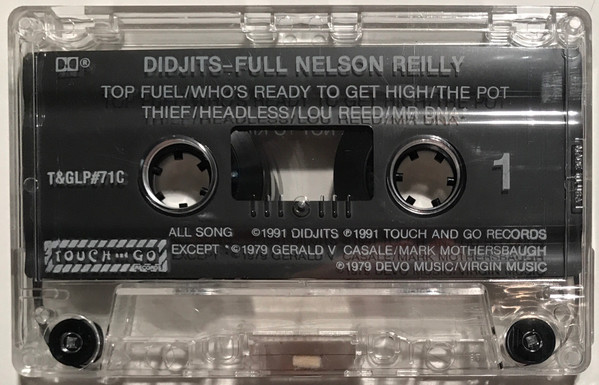 DIDJITS-FULL NELSON REILLY
TOP FUEL/WHO'S READY TO GET HIGH/THE POT
THIEF/HEADLESS/LOU REED/MR DNA*
T&GLP#71C
1
ALL SONG ©1991 DIDJITS ℗1991 TOUCH AND GO RECORDS
EXCEPT *©1979 GERALD V CASALE/MARK MOTHERSBAUGH
℗1979 DEVO MUSIC/VIRGIN MUSIC
TOUCH and GO